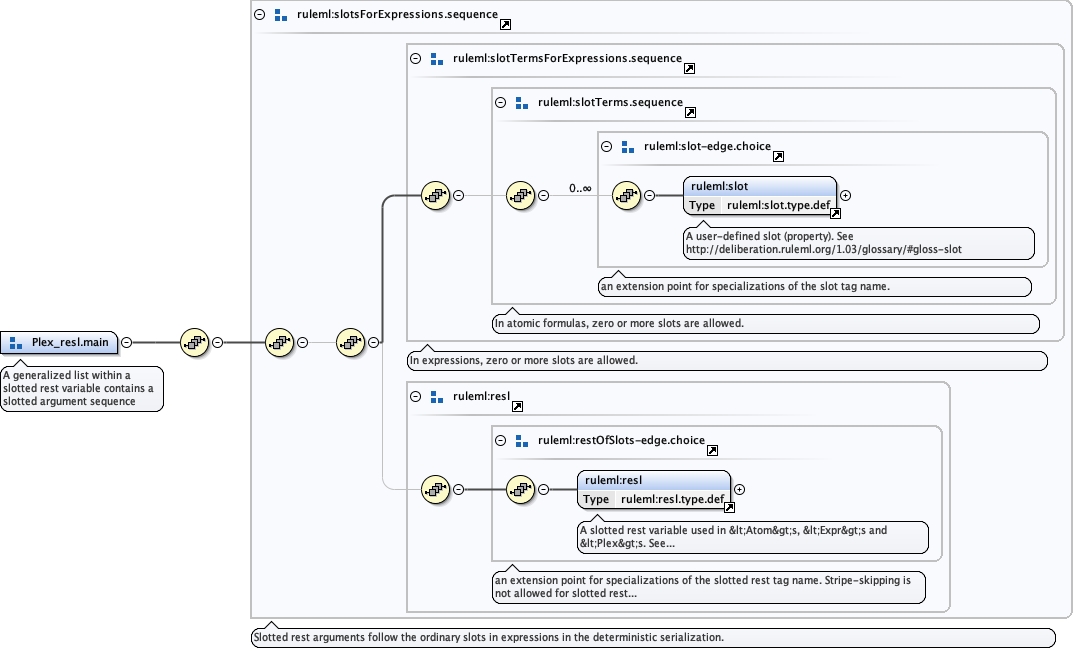 ruleml:slotsForExpressions.sequence
ruleml:slotTermsForExpressions.sequence
ruleml:slotTerms.sequence
ruleml:slot-edge.choice
0..∞
ruleml:slot
Type ruleml:slot.type.def
A user-defined slot (property). See
http://deliberation.ruleml.org/1.03/glossary/#gloss-slot
an extension point for specializations of the slot tag name.
In atomic formulas, zero or more slots are allowed.
In expressions, zero or more slots are allowed.
Plex_resl.main
A generalized list within a
slotted rest variable contains a
slotted argument sequence
ruleml:resl
ruleml:restOfSlots-edge.choice
ruleml:resl
Type ruleml:resl.type.def
A slotted rest variable used in &lt;Atom&gt;s, &lt;Expr&gt;s and
&lt;Plex&gt;s. See...
an extension point for specializations of the slotted rest tag name. Stripe-skipping is
not allowed for slotted rest...
Slotted rest arguments follow the ordinary slots in expressions in the deterministic serialization.